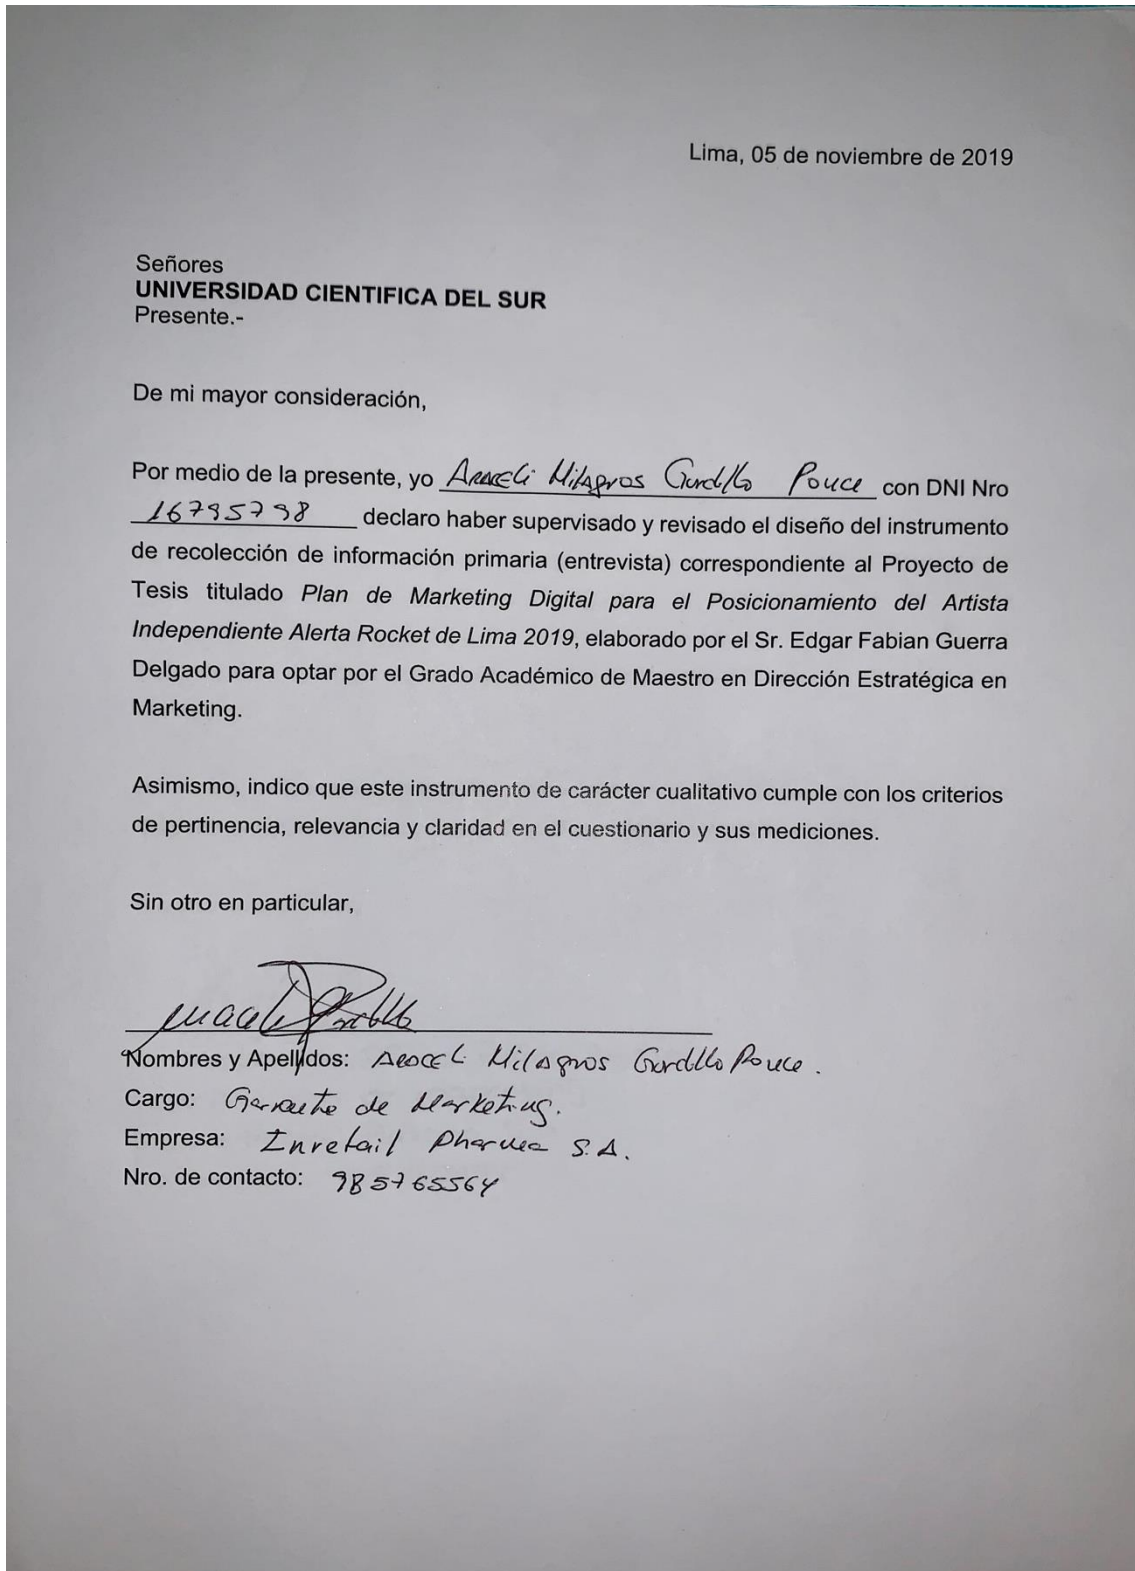 Lima, 05 de noviembre de 2019
Señores
UNIVERSIDAD CIENTIFICA DEL SUR
Presente.-
De mi mayor consideración,
Por medio de la presente, yo Araceli Milagros Gordillo Ponce con DNI Nro
16795798 declaro haber supervisado y revisado el diseño del instrumento
de recolección de información primaria (entrevista) correspondiente al Proyecto de
Tesis titulado Plan de Marketing Digital para el Posicionamiento del Artista
Independiente Alerta Rocket de Lima 2019, elaborado por el Sr. Edgar Fabian Guerra
Delgado para optar por el Grado Académico de Maestro en Dirección Estratégica en
Marketing.
Asimismo, indico que este instrumento de carácter cualitativo cumple con los criterios
de pertinencia, relevancia y claridad en el cuestionario y sus mediciones.
Sin otro en particular,
Nombres y Apellidos: Araceli Milagros Gordillo Ponce.
Cargo: Gerente de Marketing.
Empresa: Inretail Pharma S.A.
Nro. de contacto: 985765564